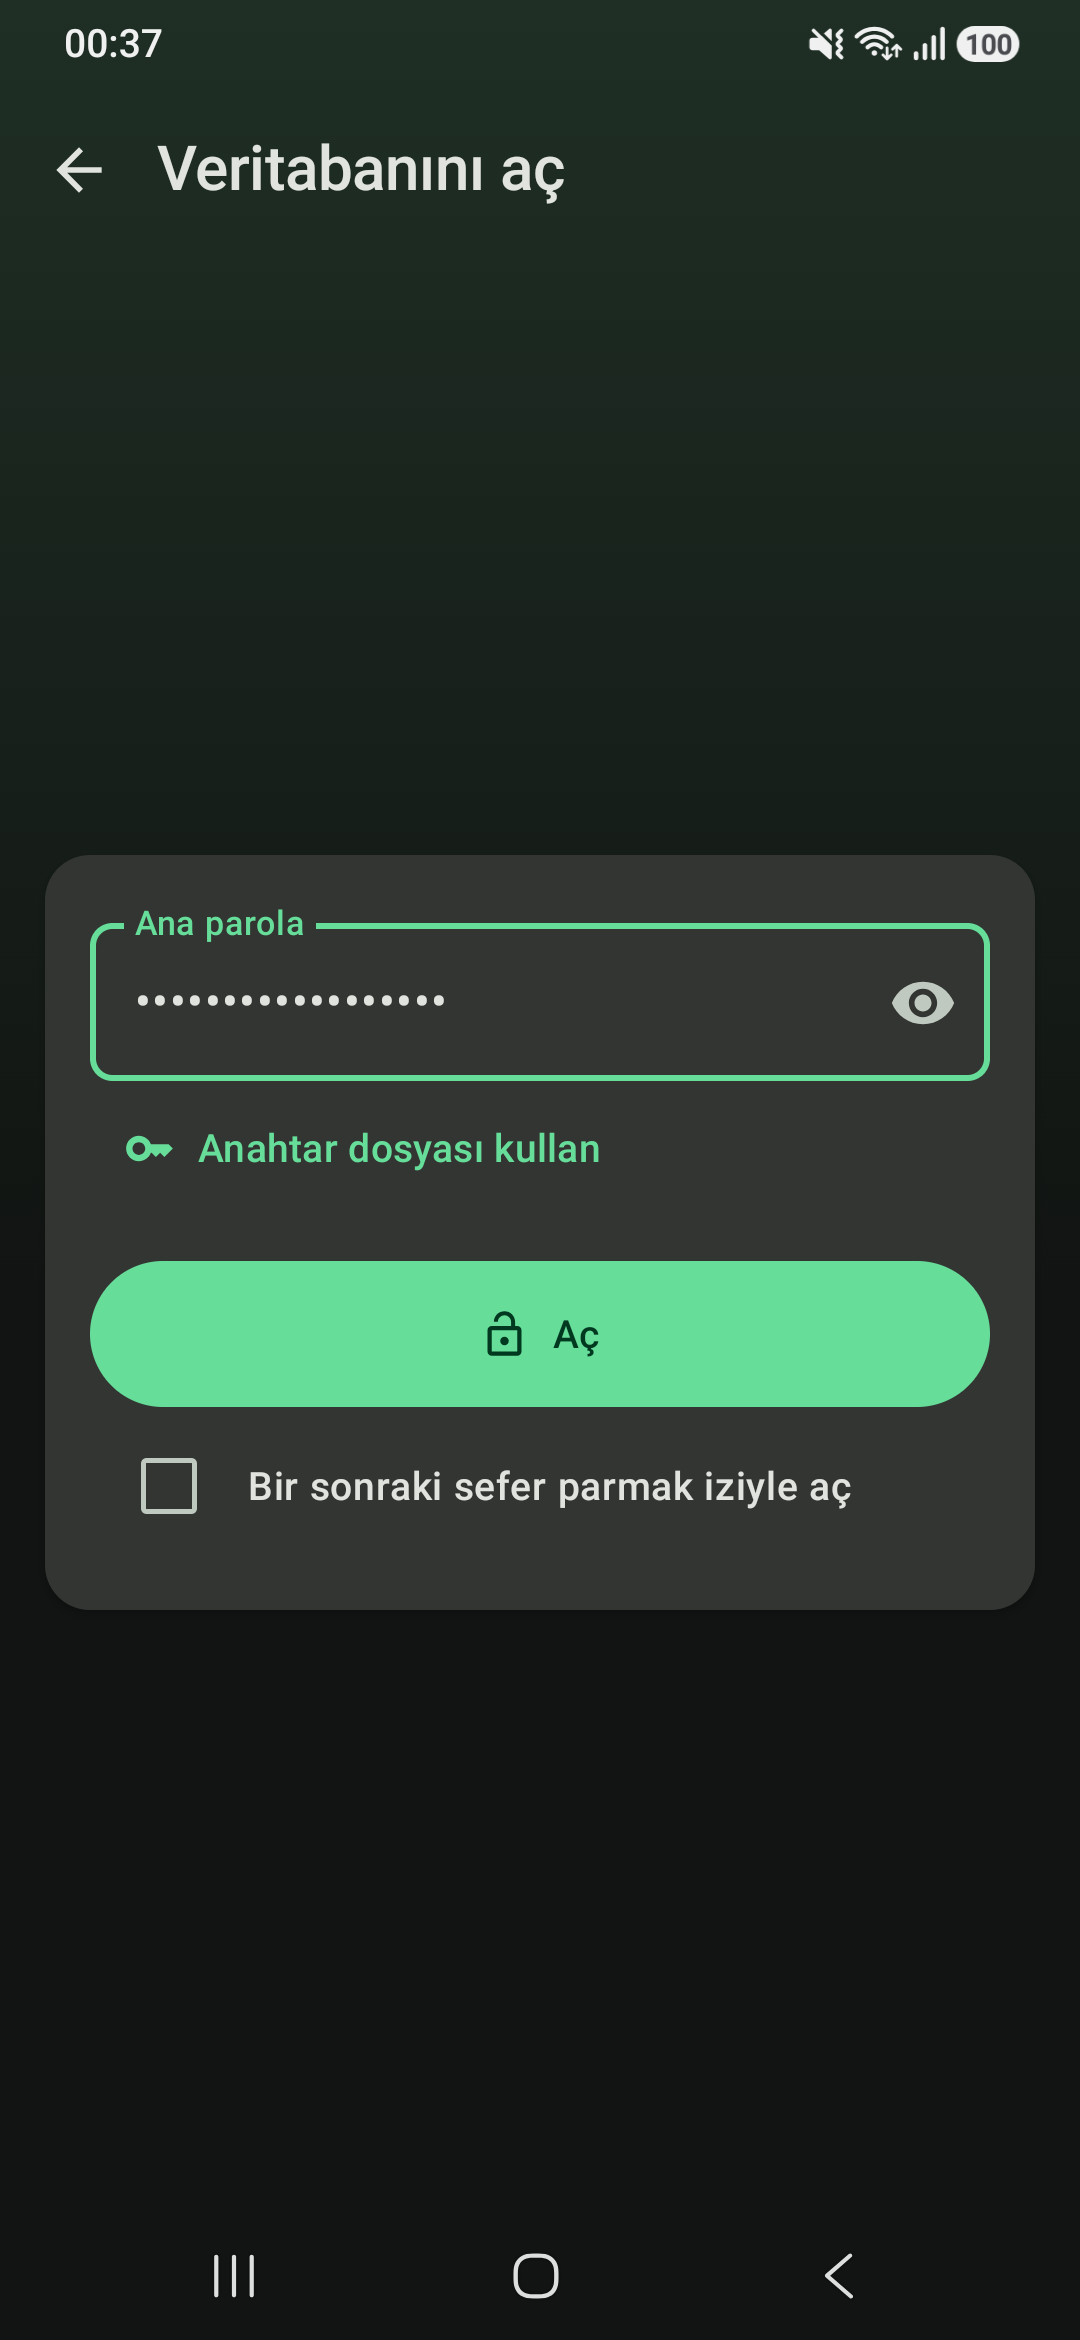 00:37
100
Veritabanını aç
Ana parola
••••••••••••••••••
Anahtar dosyası kullan
Aç
Bir sonraki sefer parmak iziyle aç